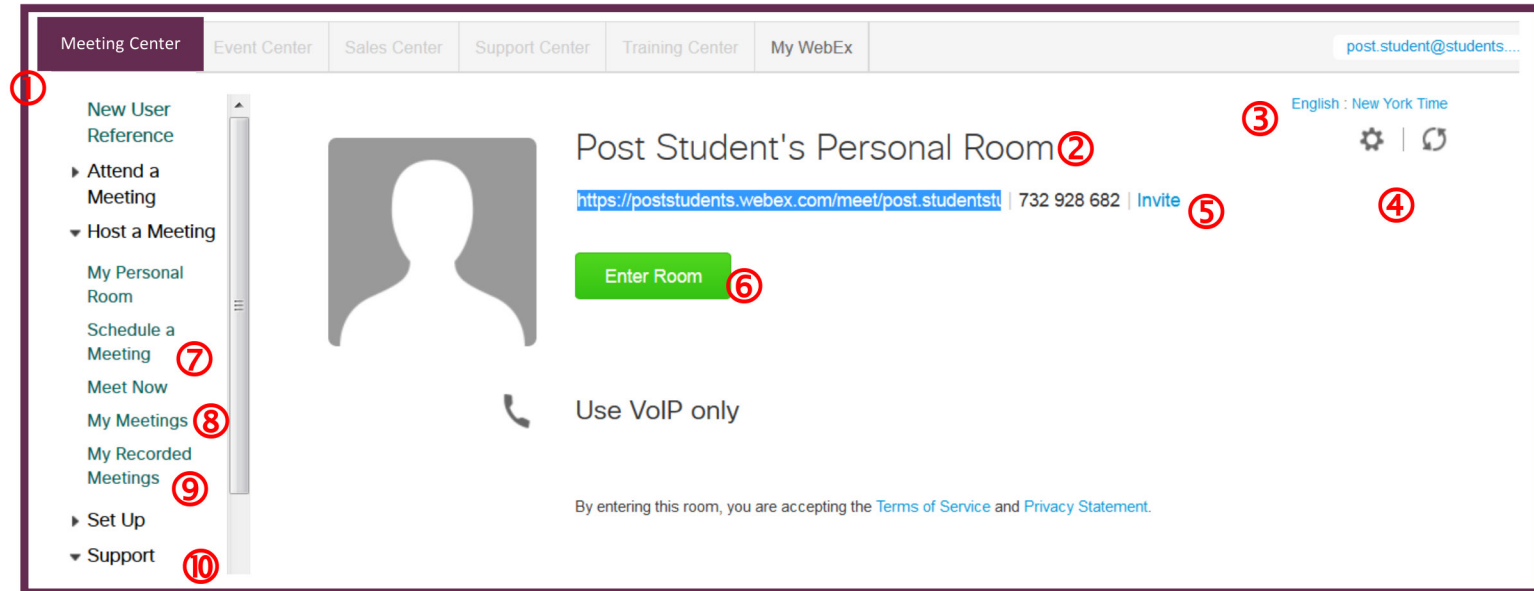 Meeting Center Event Center Sales Center Support Center Training Center My WebEx post.student@students....
①
New User
Reference
Attend a
Meeting
Host a Meeting
My Personal
Room
Schedule a
Meeting ⑦
Meet Now
My Meetings ⑧
My Recorded
Meetings ⑨
Set Up
Support ⑩
③ English : New York Time
④
Post Student's Personal Room ②
https://poststudents.webex.com/meet/post.studentstu | 732 928 682 | Invite ⑤
Enter Room ⑥
Use VoIP only
By entering this room, you are accepting the Terms of Service and Privacy Statement.